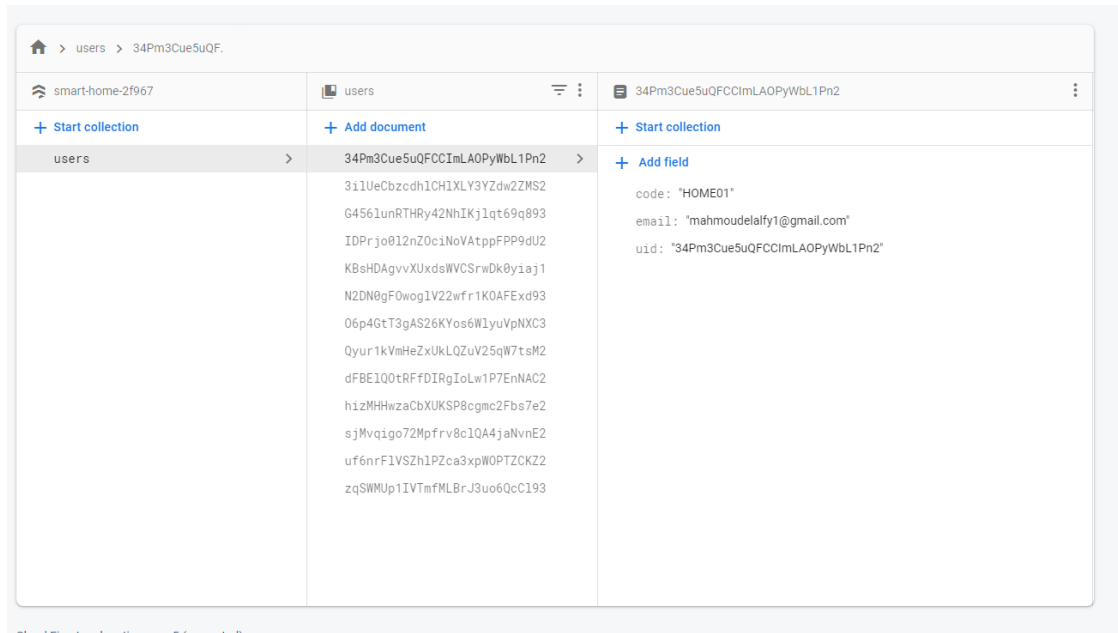 users > 34Pm3Cue5uQF.
smart-home-2f967
users
34Pm3Cue5uQFCCImLAOPyWbL1Pn2
+ Start collection
+ Add document
+ Start collection
users
34Pm3Cue5uQFCCImLAOPyWbL1Pn2
3ilUeCbzcdhlCHlXLY3YZdw2ZMS2
G456lunRTHRy42NhIKjlqt69q893
IDPrjo0l2nZOciNoVAtppFPP9dU2
KBsHDAgvvXUxdsWVCSrwDk0yiaj1
N2DN0gFOwoglV22wfr1KOAFExd93
O6p4GtT3gAS26KYos6WlyuVpNXC3
Qyur1kVmHeZxUkLQZuV25qW7tsM2
dFBElQOtRFfDIRgIoLw1P7EnNAC2
hizMHHwzaCbXUKSP8cgmc2Fbs7e2
sjMvqigo72Mpfrv8clQA4jaNvnE2
uf6nrFlVSZhlPZca3xpWOPTZCKZ2
zqSWMUp1IVTmfMLBrJ3uo6QcCl93
+ Add field
code: "HOME01"
email: "mahmoudelalfy1@gmail.com"
uid: "34Pm3Cue5uQFCCImLAOPyWbL1Pn2"